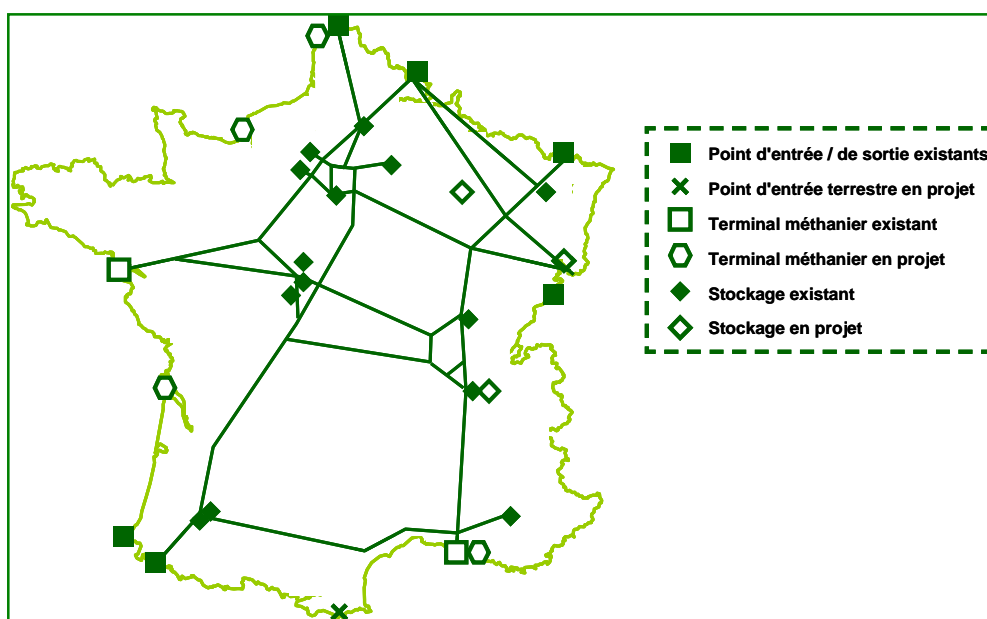 Point d'entrée / de sortie existants
Point d'entrée terrestre en projet
Terminal méthanier existant
Terminal méthanier en projet
Stockage existant
Stockage en projet